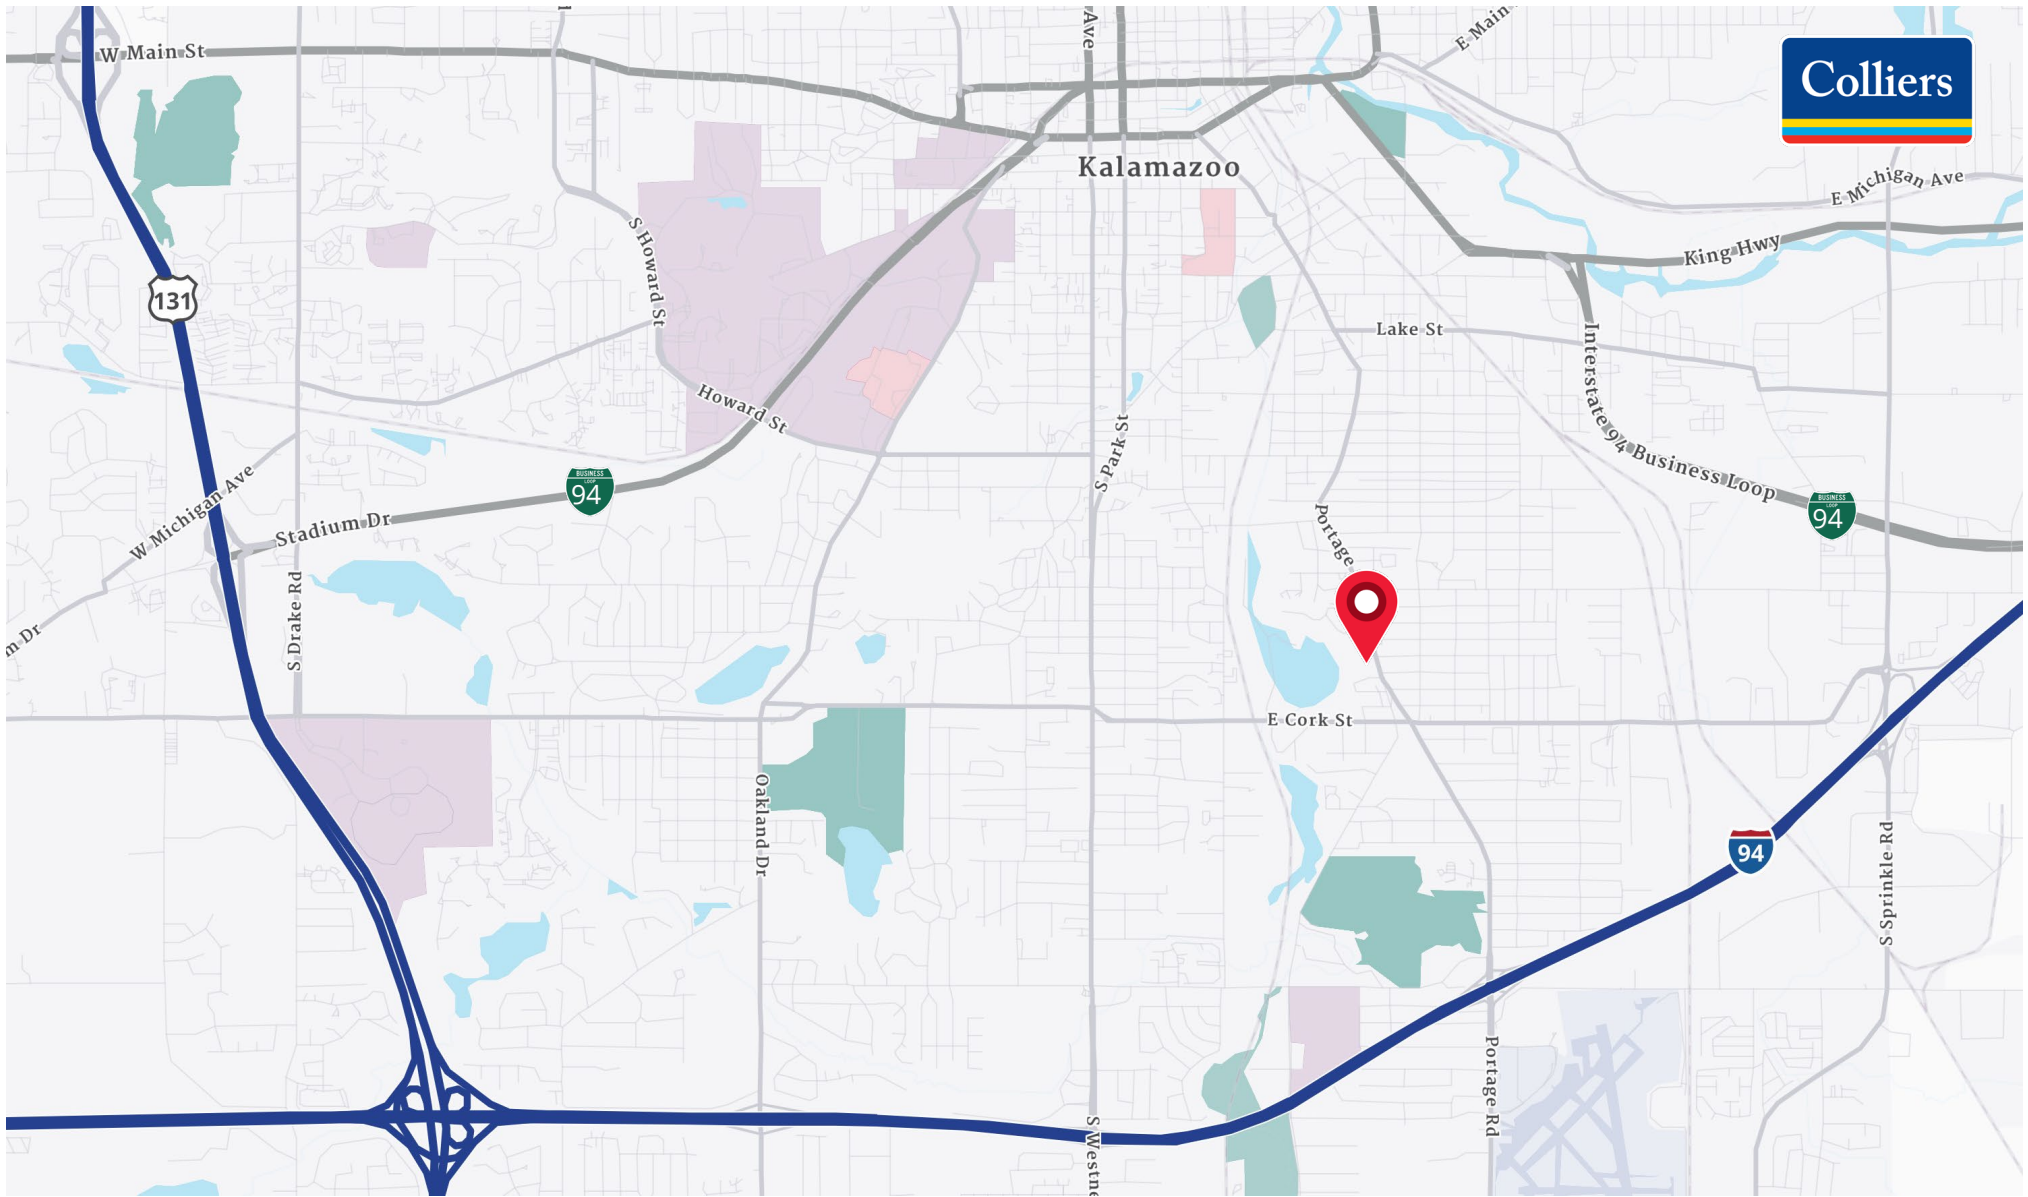 Ave
E Main
W Main St
Colliers
Kalamazoo
E Michigan Ave
S Howard St
King Hwy
131
Lake St
Interstate 94 Business Loop
Howard St
S Park St
W Michigan Ave
BUSINESS
LOOP
94
BUSINESS
LOOP
94
Stadium Dr
Portage
S Drake Rd
m Dr
E Cork St
Oakland Dr
94
S Sprinkle Rd
Portage Rd
S Westne